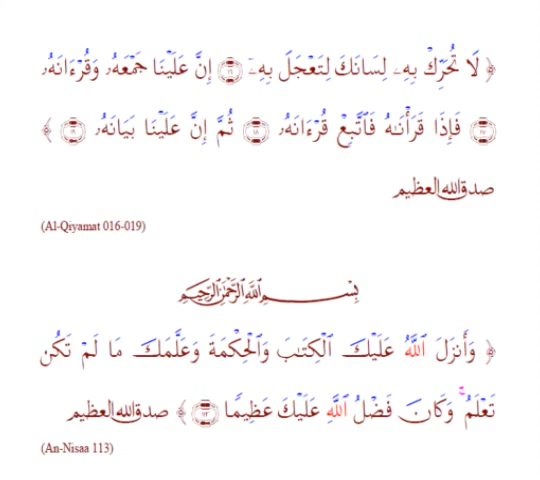 ﴿ لَا تُحَرِّكْ بِهِۦ لِسَانَكَ لِتَعْجَلَ بِهِۦٓ ١٦ إِنَّ عَلَيْنَا جَمْعَهُۥ وَقُرْءَانَهُۥ
١٧ فَإِذَا قَرَأْنَـٰهُ فَٱتَّبِعْ قُرْءَانَهُۥ ١٨ ثُمَّ إِنَّ عَلَيْنَا بَيَانَهُۥ ١٩ ﴾
صدق الله العظيم
(Al-Qiyamat 016-019)
بِسْمِ ٱللَّهِ ٱلرَّحْمَٰنِ ٱلرَّحِيمِ
﴿ وَأَنزَلَ ٱللَّهُ عَلَيْكَ ٱلْكِتَـٰبَ وَٱلْحِكْمَةَ وَعَلَّمَكَ مَا لَمْ تَكُن
تَعْلَمُ ۚ وَكَانَ فَضْلُ ٱللَّهِ عَلَيْكَ عَظِيمًا ١١٣ ﴾ صدق الله العظيم
(An-Nisaa 113)